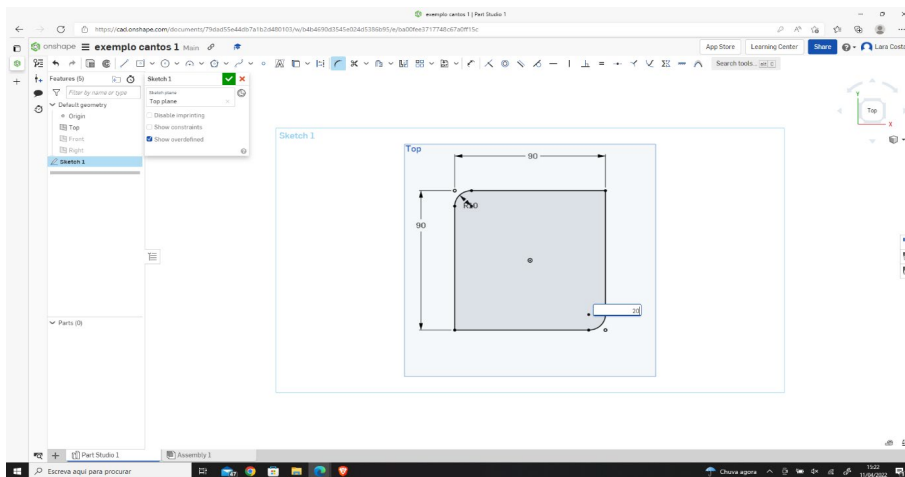 exemplo cantos 1 | Part Studio 1
https://cad.onshape.com/documents/79dad55e44db7a1b2d480103/w/b4b4690d3545e024d5386b95/e/ba00fee3717748c67a0ff15c
onshape exemplo cantos 1 Main
App Store Learning Center Share Lara Costa
Search tools...
Features (5)
Filter by name or type
Default geometry
Origin
Top
Front
Right
Sketch 1
Sketch 1
Sketch plane
Top plane
Disable imprinting
Show constraints
Show overdefined
Sketch 1
Top
90
R10
90
20
Y
Top
X
Parts (0)
Part Studio 1 Assembly 1
Escreva aqui para procurar
Chuva agora
15:22
11/04/2022